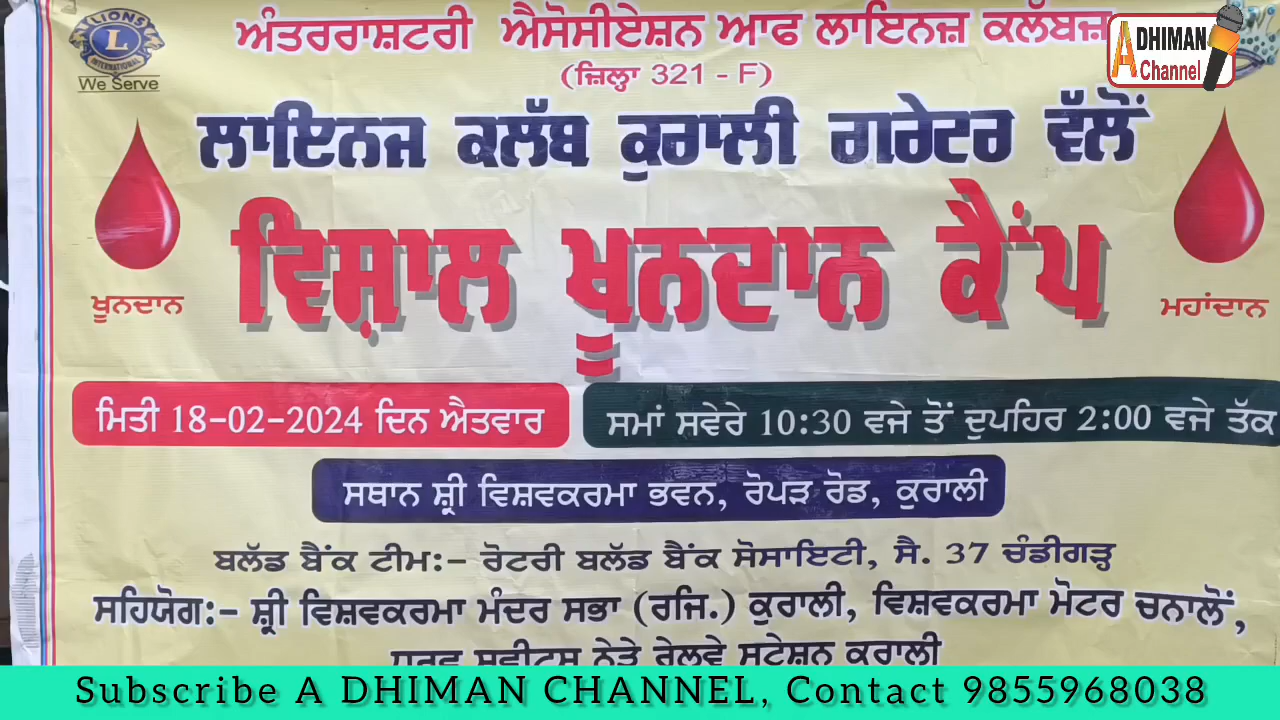 LIONS
L
INTERNATIONAL
We Serve
ਅੰਤਰਰਾਸ਼ਟਰੀ ਐਸੋਸੀਏਸ਼ਨ ਆਫ ਲਾਇਨਜ਼ ਕਲੱਬਜ਼
A DHIMAN
Channel
(ਜ਼ਿਲ੍ਹਾ 321 - F)
ਲਾਇਨਜ ਕਲੱਬ ਕੁਰਾਲੀ ਗਰੇਟਰ ਵੱਲੋਂ
ਵਿਸ਼ਾਲ ਖੂਨਦਾਨ ਕੈਂਪ
ਖੂਨਦਾਨ
ਮਹਾਂਦਾਨ
ਮਿਤੀ 18-02-2024 ਦਿਨ ਐਤਵਾਰ
ਸਮਾਂ ਸਵੇਰੇ 10:30 ਵਜੇ ਤੋਂ ਦੁਪਹਿਰ 2:00 ਵਜੇ ਤੱਕ
ਸਥਾਨ ਸ਼੍ਰੀ ਵਿਸ਼ਵਕਰਮਾ ਭਵਨ, ਰੋਪੜ ਰੋਡ, ਕੁਰਾਲੀ
ਬਲੱਡ ਬੈਂਕ ਟੀਮ:- ਰੋਟਰੀ ਬਲੱਡ ਬੈਂਕ ਸੋਸਾਇਟੀ, ਸੈ. 37 ਚੰਡੀਗੜ੍ਹ
ਸਹਿਯੋਗ:- ਸ਼੍ਰੀ ਵਿਸ਼ਵਕਰਮਾ ਮੰਦਰ ਸਭਾ (ਰਜਿ.) ਕੁਰਾਲੀ, ਵਿਸ਼ਵਕਰਮਾ ਮੋਟਰ ਚਨਾਲੋਂ,
ਸਵੀਟਸ ਨੇੜੇ ਰੇਲਵੇ ਸਟੇਸ਼ਨ ਕੁਰਾਲੀ
Subscribe A DHIMAN CHANNEL, Contact 9855968038